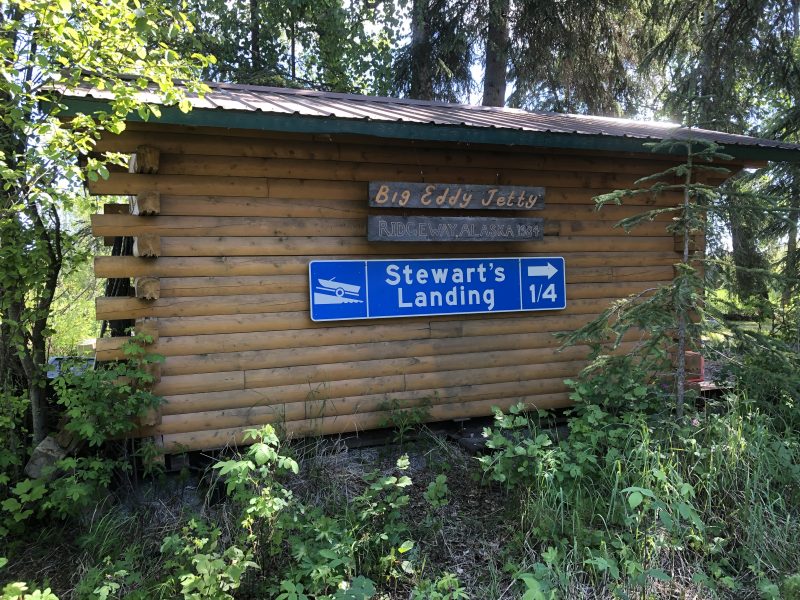 Big Eddy Jetty
RIDGEWAY, ALASKA 1984
Stewart's
Landing
1/4